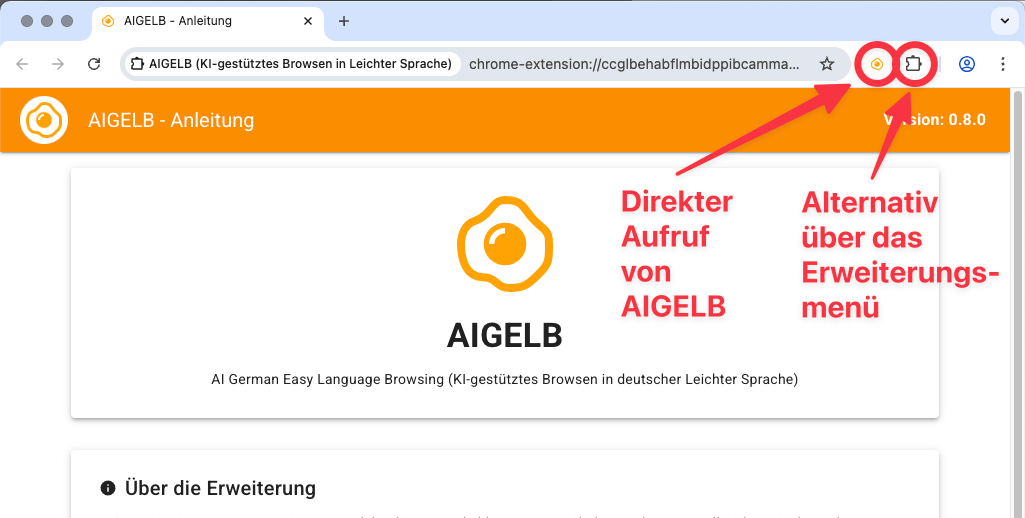 AIGELB - Anleitung
AIGELB (KI-gestütztes Browsen in Leichter Sprache)
chrome-extension://ccglbehabflmbidppibcamma...
AIGELB - Anleitung
Version: 0.8.0
Direkter
Aufruf
von
AIGELB
Alternativ
über das
Erweiterungs-
menü
AIGELB
AI German Easy Language Browsing (KI-gestütztes Browsen in deutscher Leichter Sprache)
Über die Erweiterung